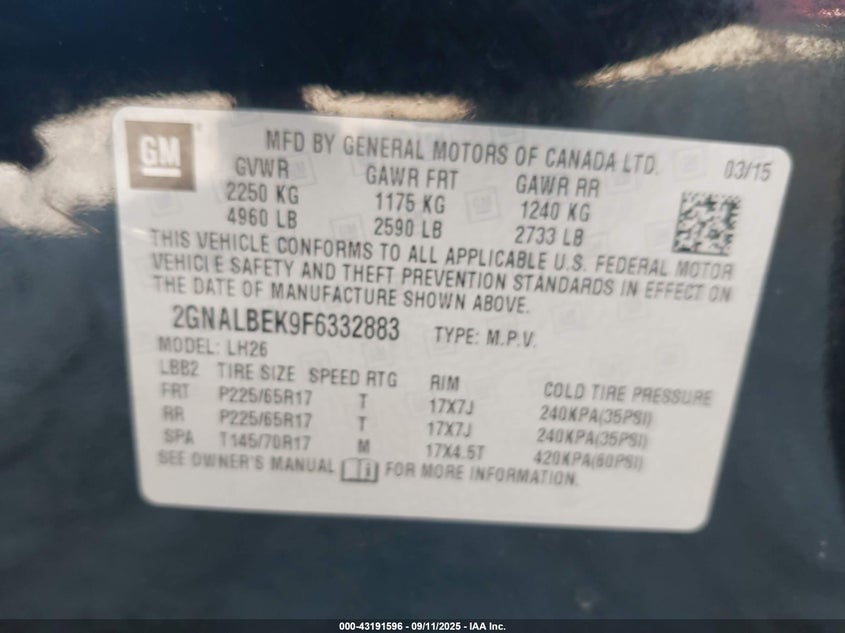 GM ®
MFD BY GENERAL MOTORS OF CANADA LTD. 03/15
GVWR GAWR FRT GAWR RR
2250 KG 1175 KG 1240 KG
4960 LB 2590 LB 2733 LB
THIS VEHICLE CONFORMS TO ALL APPLICABLE U.S. FEDERAL MOTOR
VEHICLE SAFETY AND THEFT PREVENTION STANDARDS IN EFFECT ON
THE DATE OF MANUFACTURE SHOWN ABOVE.
2GNALBEK9F6332883 TYPE: M.P.V.
MODEL: LH26
LBB2 TIRE SIZE SPEED RTG RIM COLD TIRE PRESSURE
FRT P225/65R17 T 17X7J 240KPA(35PSI)
RR P225/65R17 T 17X7J 240KPA(35PSI)
SPA T145/70R17 M 17X4.5T 420KPA(60PSI)
SEE OWNER'S MANUAL FOR MORE INFORMATION.
000-43191596 - 09/11/2025 - IAA Inc.